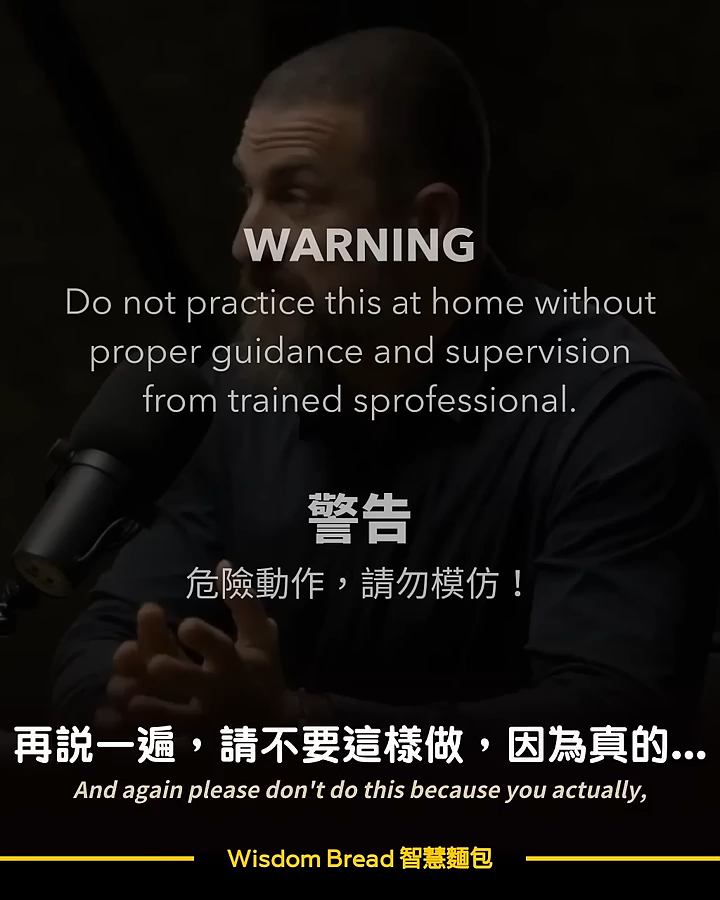 WARNING
Do not practice this at home without
proper guidance and supervision
from trained sprofessional.
警告
危險動作，請勿模仿！
再説一遍，請不要這樣做，因為真的...
And again please don't do this because you actually,
Wisdom Bread 智慧麵包